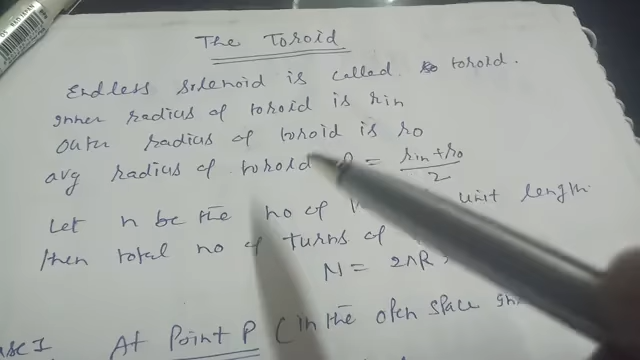 The Toroid
Endless solenoid is called toroid.
inner radius of toroid is rin
outer radius of toroid is ro
avg radius of toroid = rin+ro / 2
Let n be the no of unit length.
then total no of turns of
N = 2πR,
At Point P (in the open space